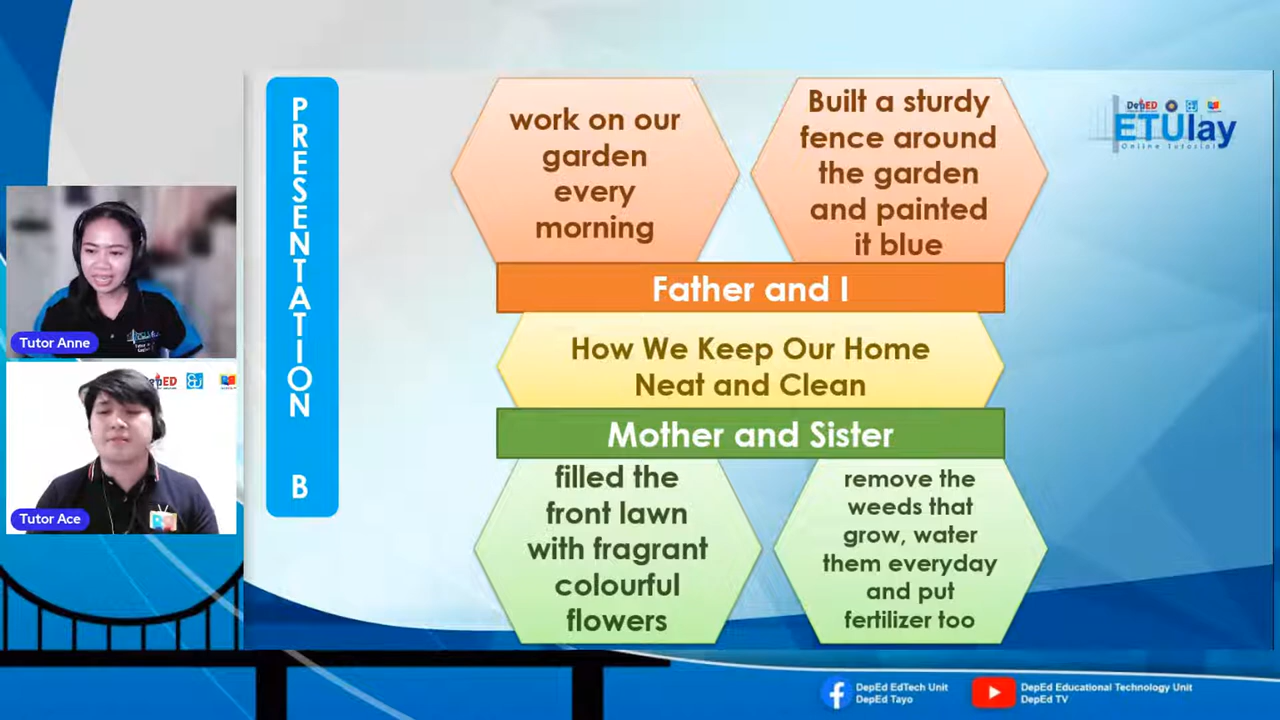 PRESENTATION B
work on our
garden
every
morning
Built a sturdy
fence around
the garden
and painted
it blue
DepED
ETUlay
Online Tutorial
Father and I
How We Keep Our Home
Neat and Clean
Mother and Sister
filled the
front lawn
with fragrant
colourful
flowers
remove the
weeds that
grow, water
them everyday
and put
fertilizer too
Tutor Anne
DepED
Tutor Ace
DepEd EdTech Unit
DepEd Tayo
DepEd Educational Technology Unit
DepEd TV